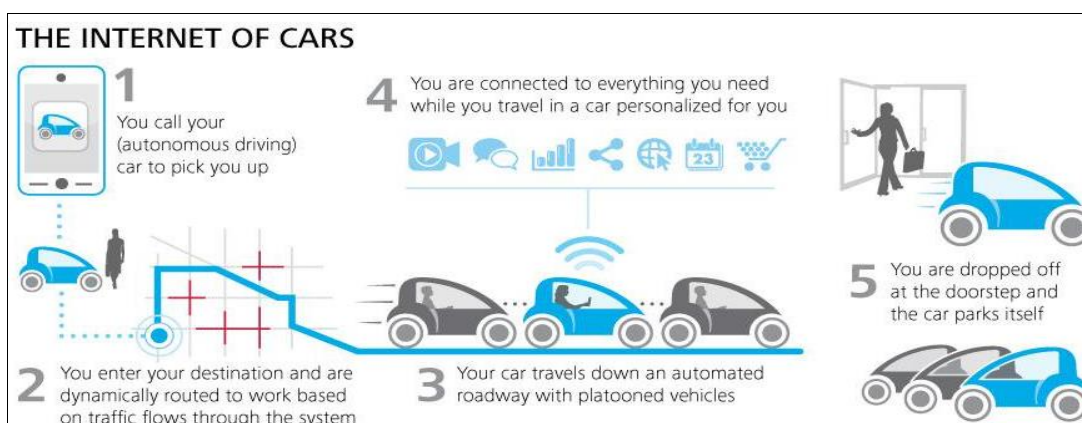 THE INTERNET OF CARS
1
You call your
(autonomous driving)
car to pick you up
2
You enter your destination and are
dynamically routed to work based
on traffic flows through the system
3
Your car travels down an automated
roadway with platooned vehicles
4
You are connected to everything you need
while you travel in a car personalized for you
23
5
You are dropped off
at the doorstep and
the car parks itself